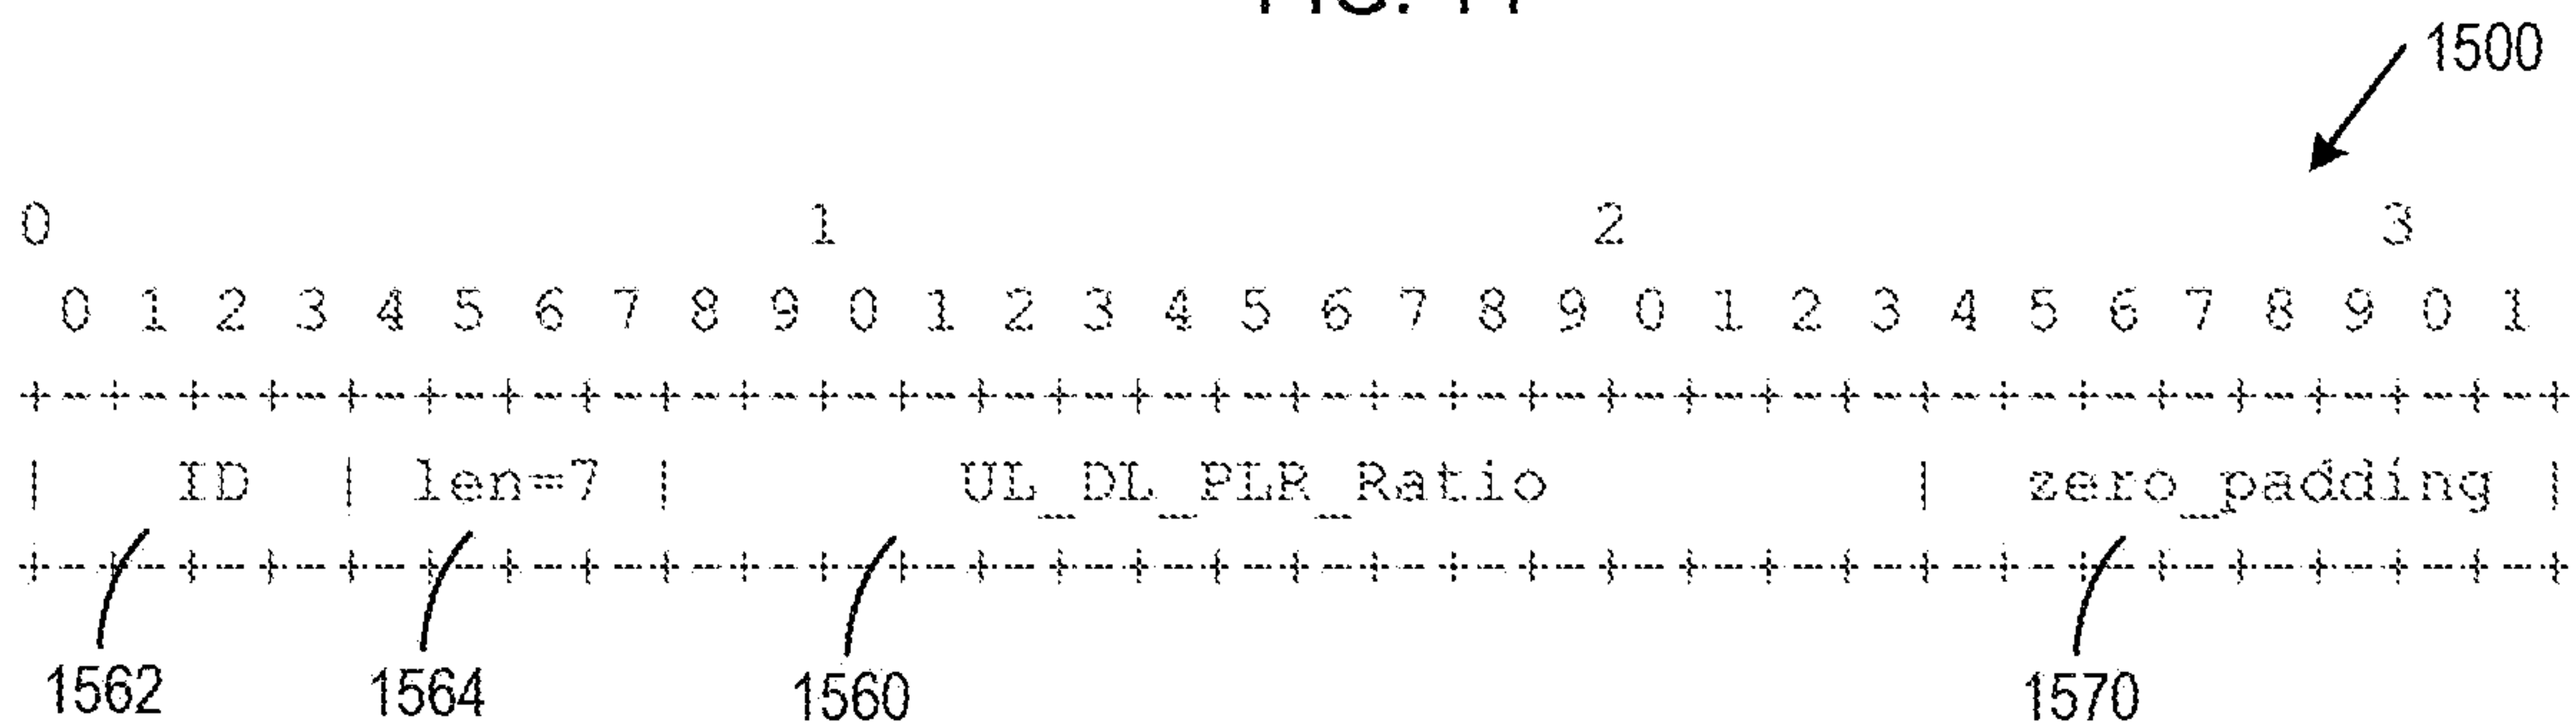 1500
0 1 2 3
0 1 2 3 4 5 6 7 8 9 0 1 2 3 4 5 6 7 8 9 0 1 2 3 4 5 6 7 8 9 0 1
+-+-+-+-+-+-+-+-+-+-+-+-+-+-+-+-+-+-+-+-+-+-+-+-+-+-+-+-+-+-+-+-+
| ID | len=7 | UL_DL_PLR_Ratio | zero_padding |
+-+-+-+-+-+-+-+-+-+-+-+-+-+-+-+-+-+-+-+-+-+-+-+-+-+-+-+-+-+-+-+-+
1562 1564 1560 1570